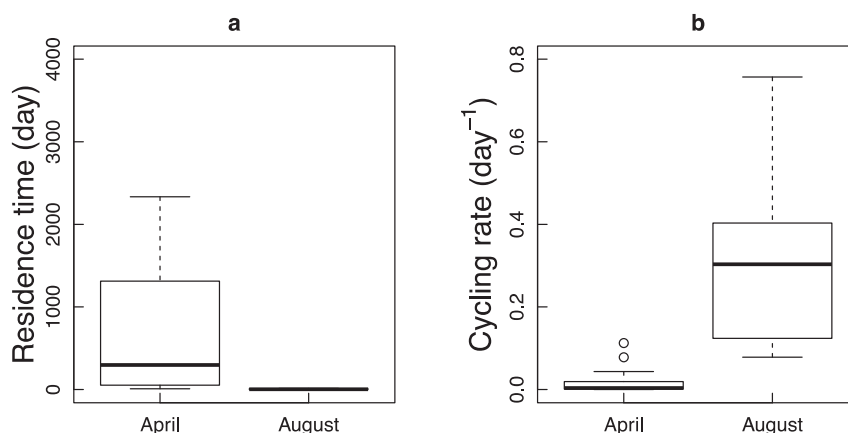 a
Residence time (day)
0
1000
2000
3000
4000
April
August
b
Cycling rate (day⁻¹)
0.0
0.2
0.4
0.6
0.8
April
August